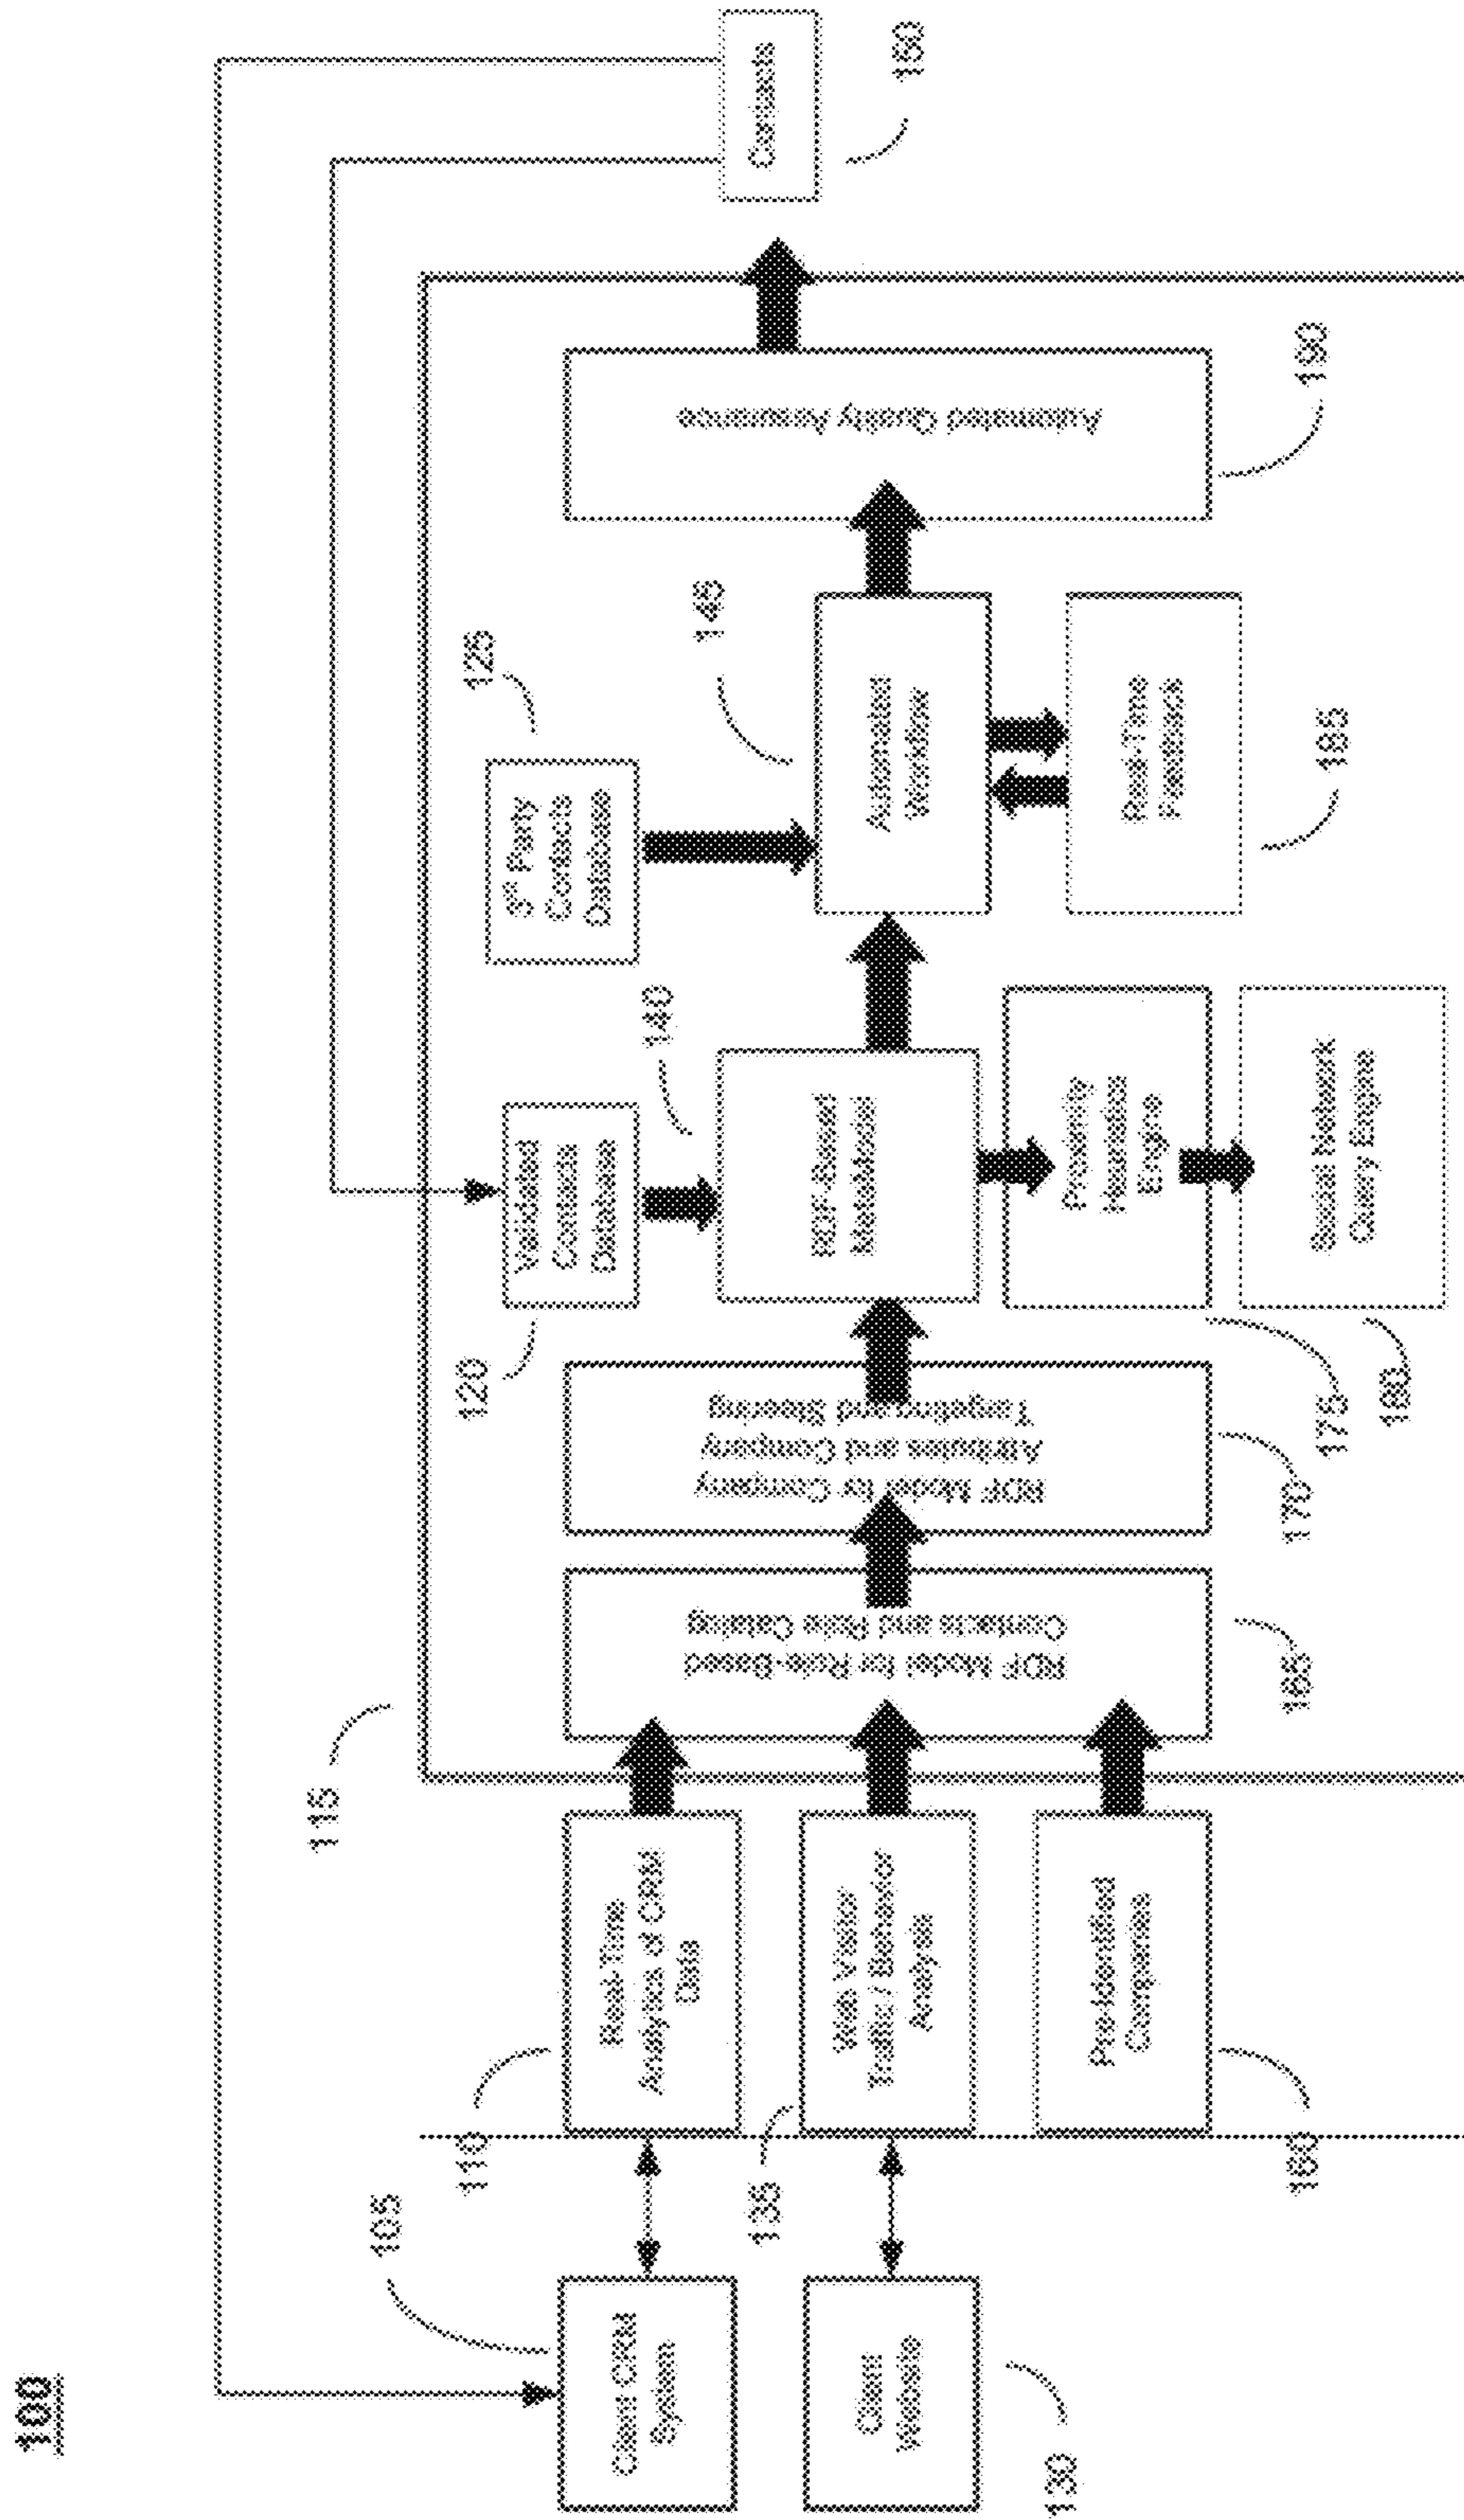 100
105
Client CRM
System
130
Client
Website
110
Real-Time
Analytics of CRM
Data
135
Web Visitor
Traffic / Behavior
Analysis
160
Pre-Identified
Companies
115
165
RDF Model for Role-Based
Contacts and Role Catalog
170
RDF Model for Company
Attributes and Company
Targeting and Steering
120
Validated
Contacts
Database
140
RDF-Based
175
Proximity
Heuristics
Engine
180
Social Network
Query Engine
125
Party
Contacts
Database
145
Automated
Workflow
185
Real-Time
Feedback
190
Automated Quality Assurance
150
Contacts